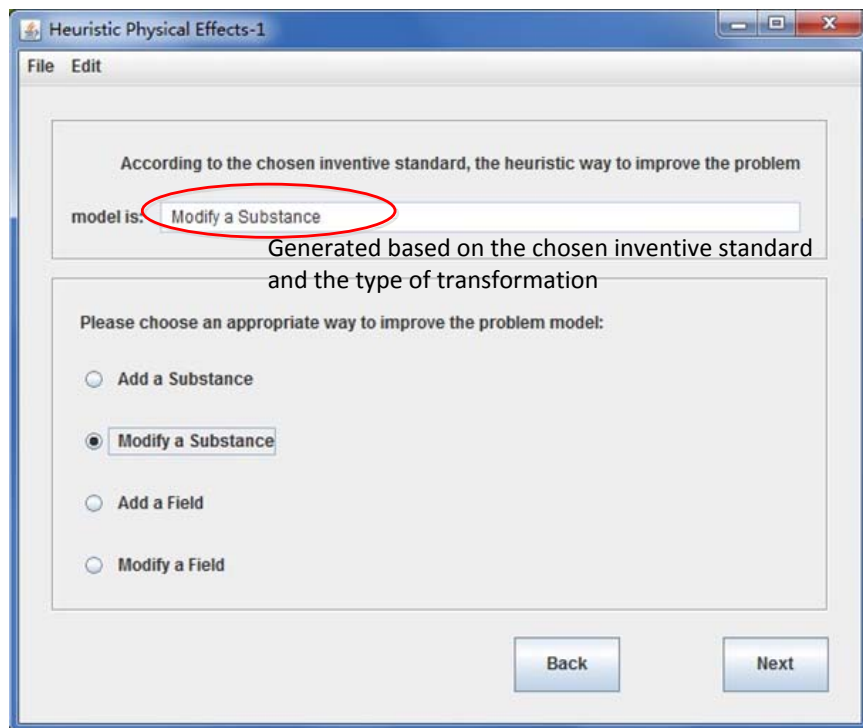 Heuristic Physical Effects-1
File Edit
According to the chosen inventive standard, the heuristic way to improve the problem
model is: Modify a Substance
Generated based on the chosen inventive standard
and the type of transformation
Please choose an appropriate way to improve the problem model:
Add a Substance
Modify a Substance
Add a Field
Modify a Field
Back Next